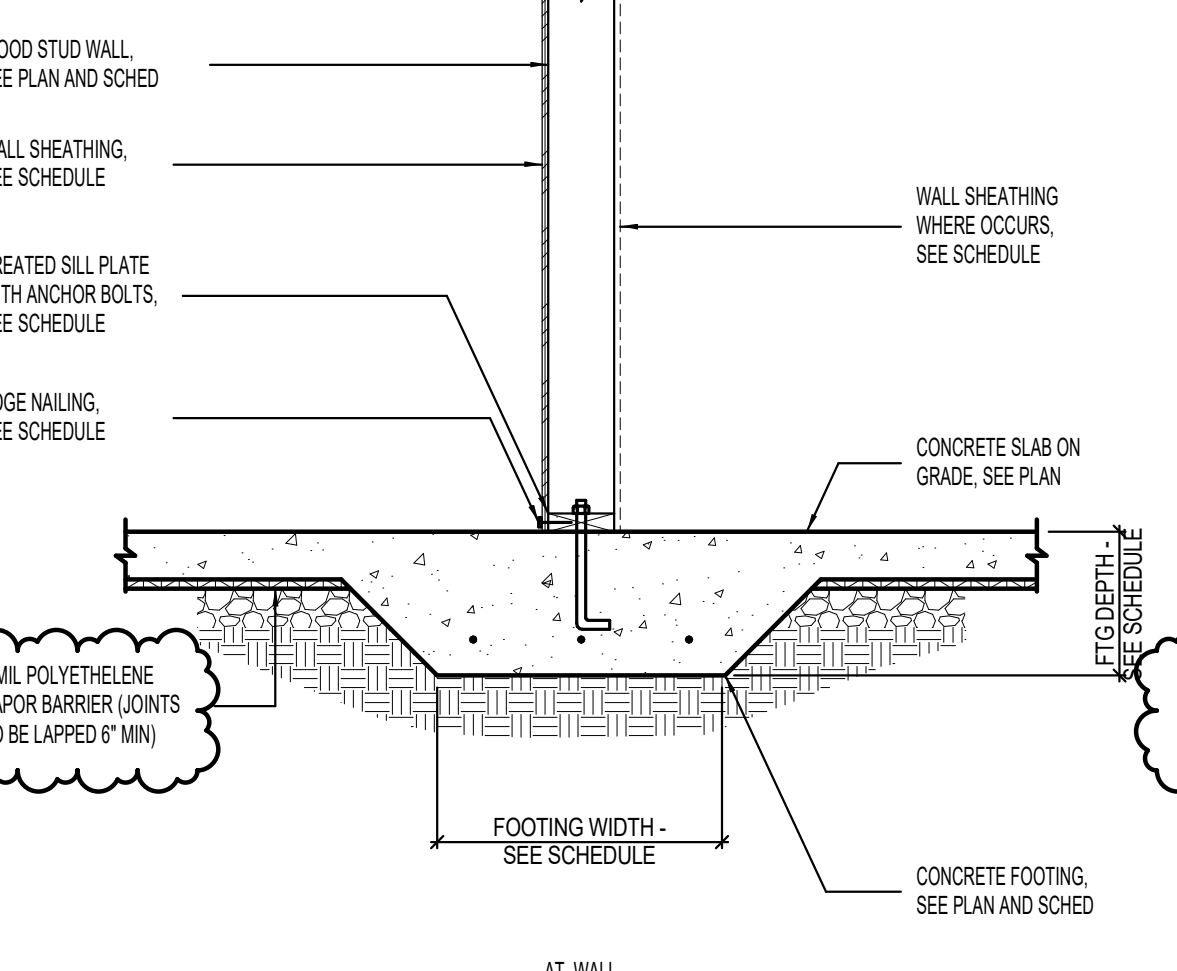 OOD STUD WALL,
EE PLAN AND SCHED
ALL SHEATHING,
EE SCHEDULE
REATED SILL PLATE
TH ANCHOR BOLTS,
EE SCHEDULE
DGE NAILING,
EE SCHEDULE
MIL POLYETHELENE
APOR BARRIER (JOINTS
O BE LAPPED 6" MIN)
WALL SHEATHING
WHERE OCCURS,
SEE SCHEDULE
CONCRETE SLAB ON
GRADE, SEE PLAN
FTG DEPTH -
SEE SCHEDULE
FOOTING WIDTH -
SEE SCHEDULE
CONCRETE FOOTING,
SEE PLAN AND SCHED
AT WALL